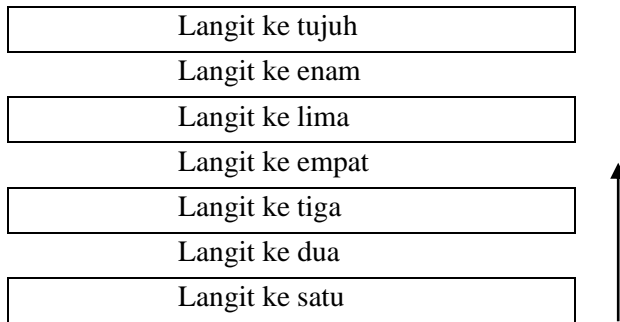 Langit ke tujuh
Langit ke enam
Langit ke lima
Langit ke empat
Langit ke tiga
Langit ke dua
Langit ke satu